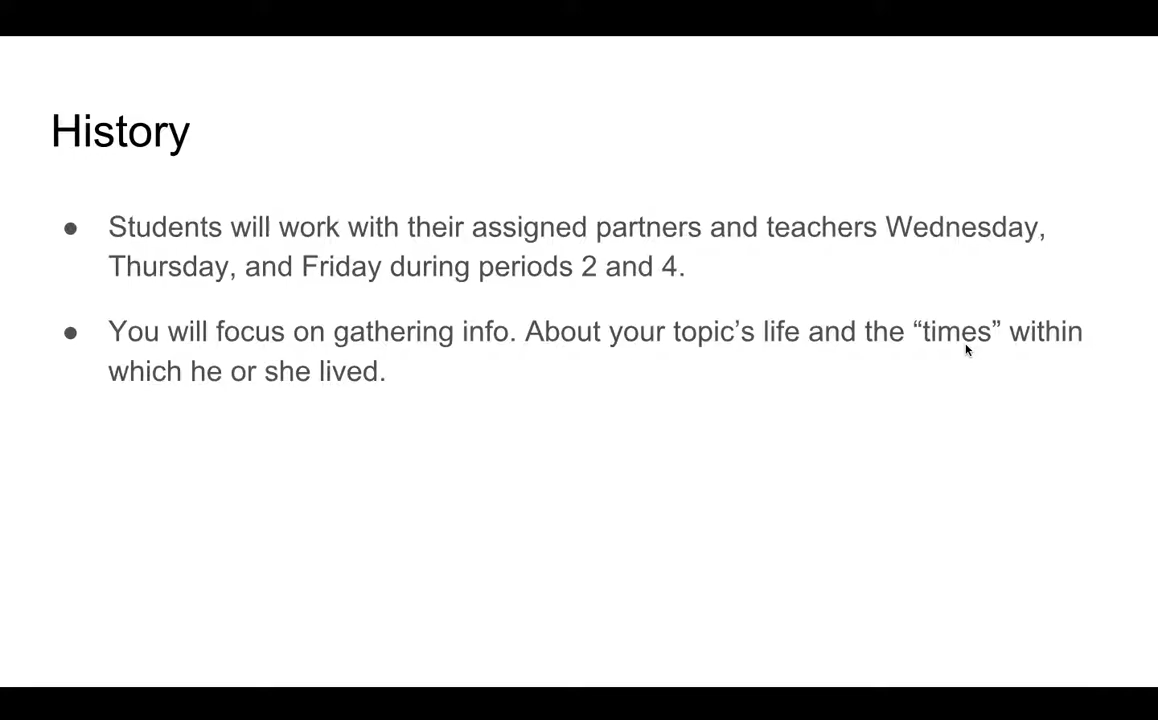 History
● Students will work with their assigned partners and teachers Wednesday,
Thursday, and Friday during periods 2 and 4.
● You will focus on gathering info. About your topic’s life and the “times” within
which he or she lived.